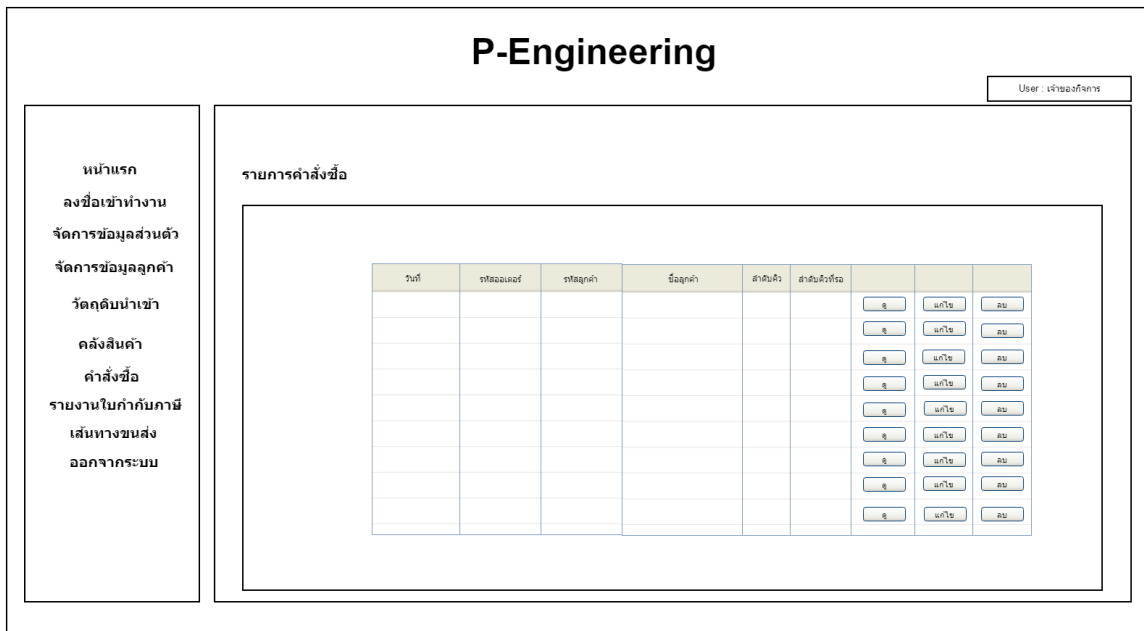 P-Engineering
User : เจ้าของกิจการ
หน้าแรก
ลงชื่อเข้าทำงาน
จัดการข้อมูลส่วนตัว
จัดการข้อมูลลูกค้า
วัตถุดิบนำเข้า
คลังสินค้า
คำสั่งซื้อ
รายงานใบกำกับภาษี
เส้นทางขนส่ง
ออกจากระบบ
รายการคำสั่งซื้อ
วันที่ รหัสออเดอร์ รหัสลูกค้า ชื่อลูกค้า ลำดับคิว ลำดับคิวที่รอ
ดู แก้ไข ลบ
ดู แก้ไข ลบ
ดู แก้ไข ลบ
ดู แก้ไข ลบ
ดู แก้ไข ลบ
ดู แก้ไข ลบ
ดู แก้ไข ลบ
ดู แก้ไข ลบ
ดู แก้ไข ลบ